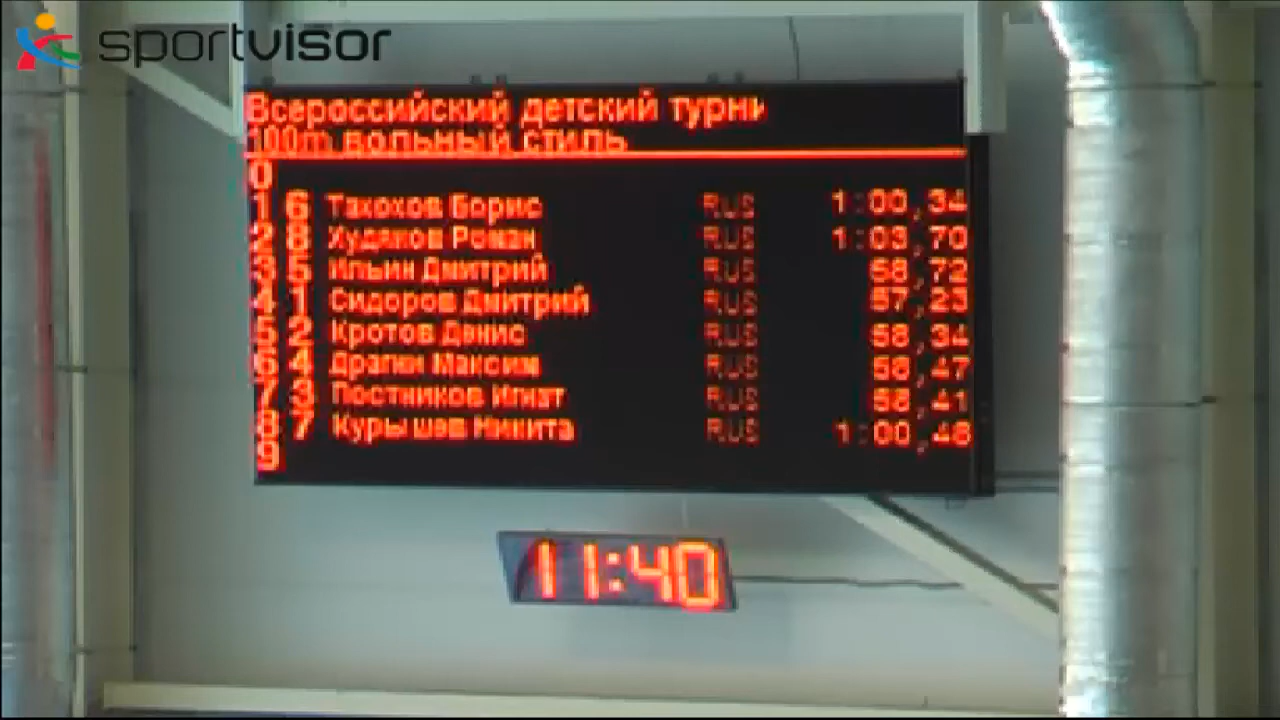 sportvisor
Всероссийский детский турни
100m вольный стиль
0
1 6 Тахохов Борис RUS 1:00,34
2 8 Худяков Роман RUS 1:03,70
3 5 Ильин Дмитрий RUS 58,72
4 1 Сидоров Дмитрий RUS 57,23
5 2 Кротов Денис RUS 58,34
6 4 Драгин Максим RUS 58,47
7 3 Постников Игнат RUS 58,41
8 7 Курышев Никита RUS 1:00,48
9
11:40